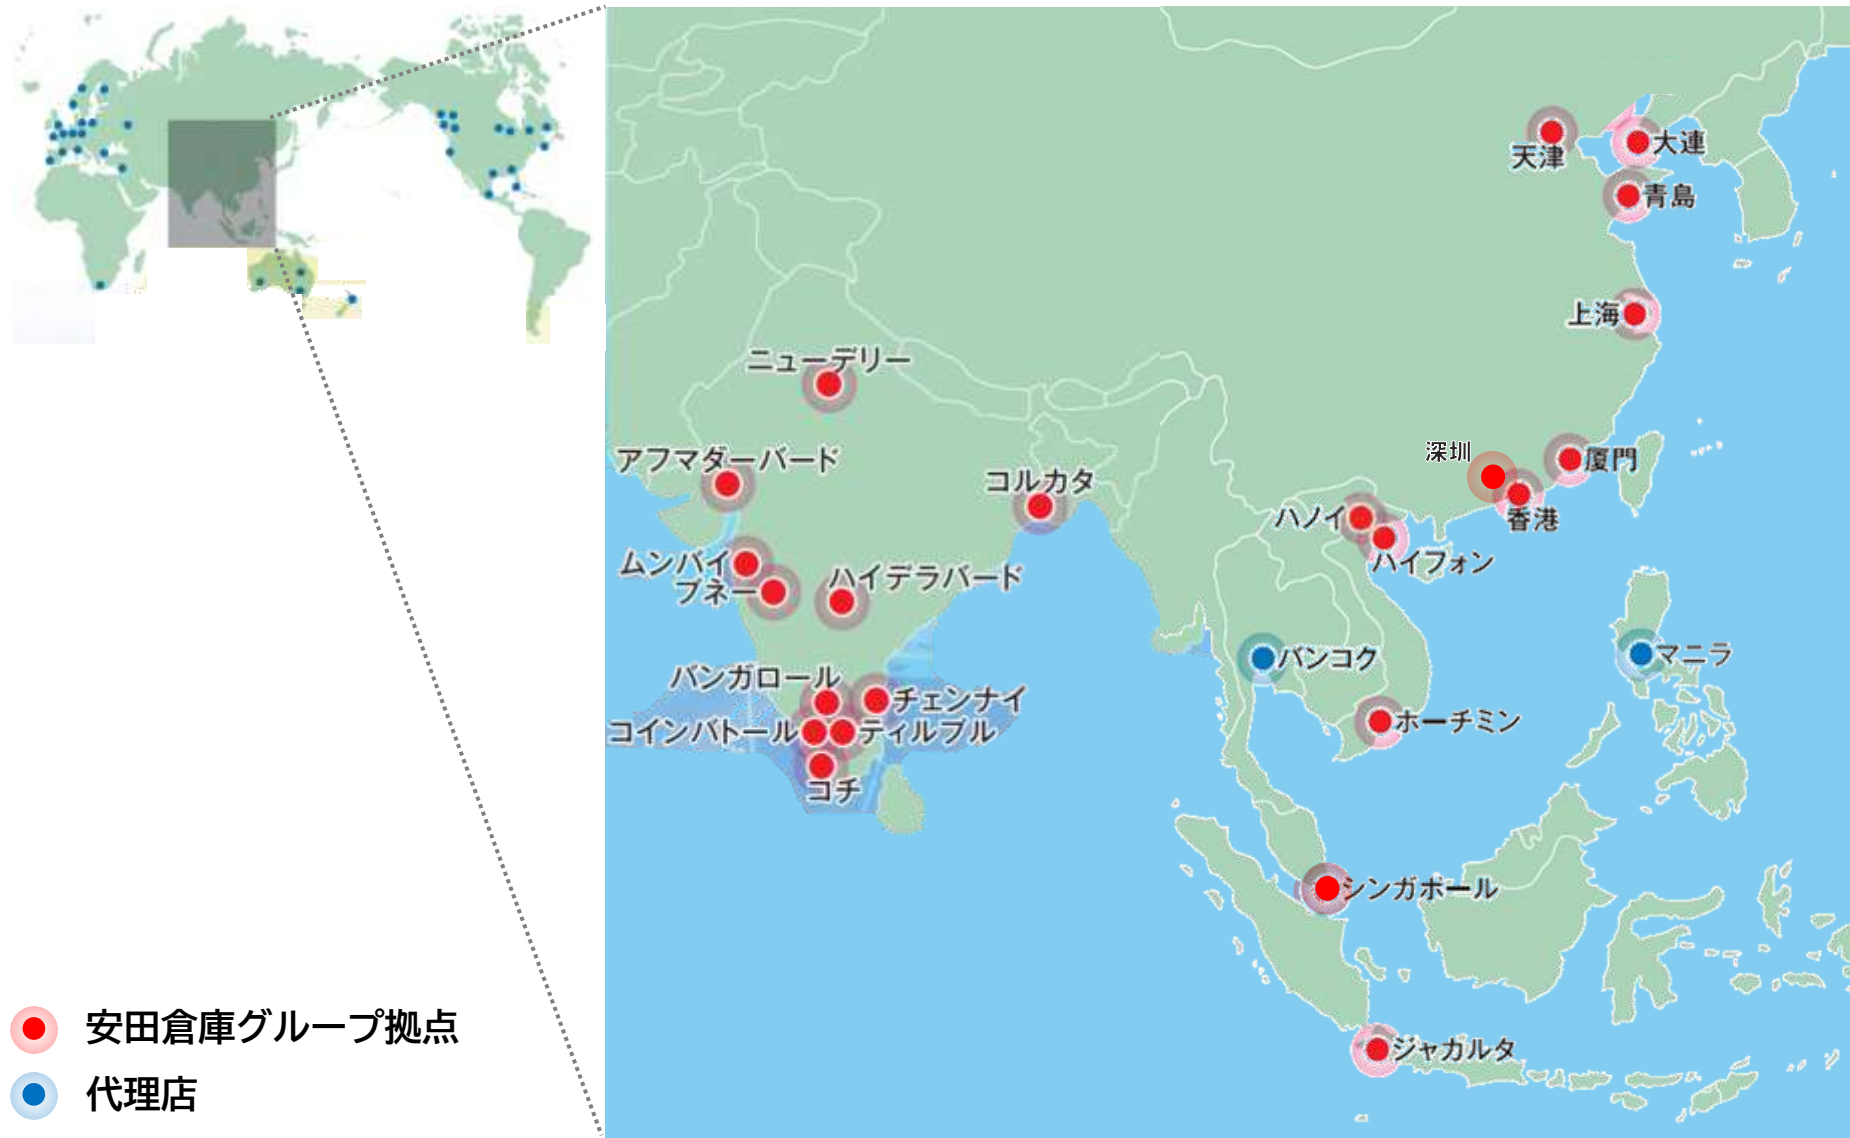 天津
大連
青島
上海
ニューデリー
アフマダーバード
コルカタ
深圳
厦門
香港
ハノイ
ハイフォン
ムンバイ
プネー
ハイデラバード
バンコク
マニラ
バンガロール
チェンナイ
コインバトール
ティルプル
ホーチミン
コチ
シンガポール
ジャカルタ
安田倉庫グループ拠点
代理店